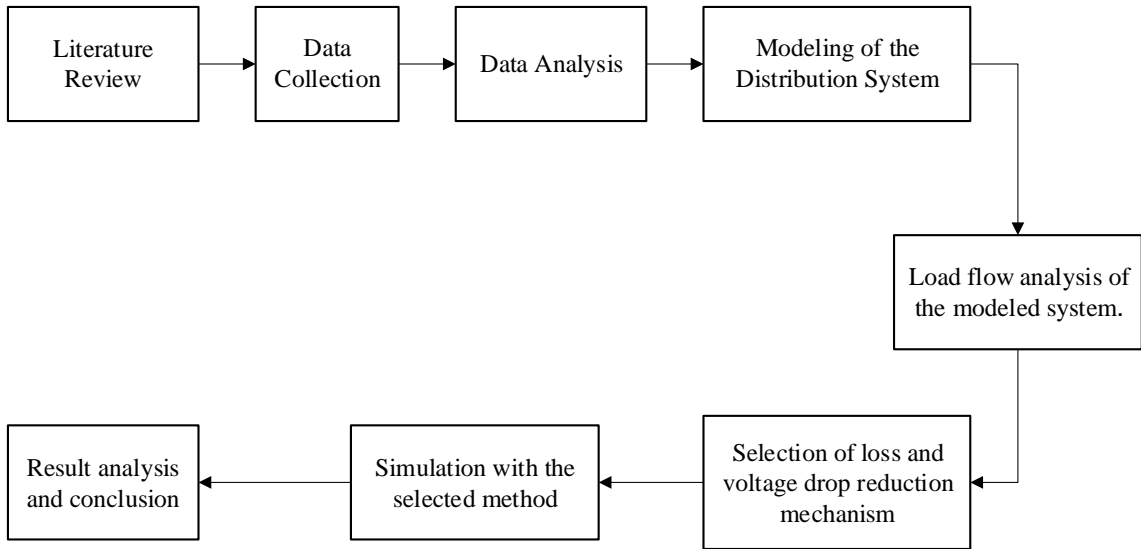 Literature
Review
Data
Collection
Data Analysis
Modeling of the
Distribution System
Load flow analysis of
the modeled system.
Selection of loss and
voltage drop reduction
mechanism
Simulation with the
selected method
Result analysis
and conclusion